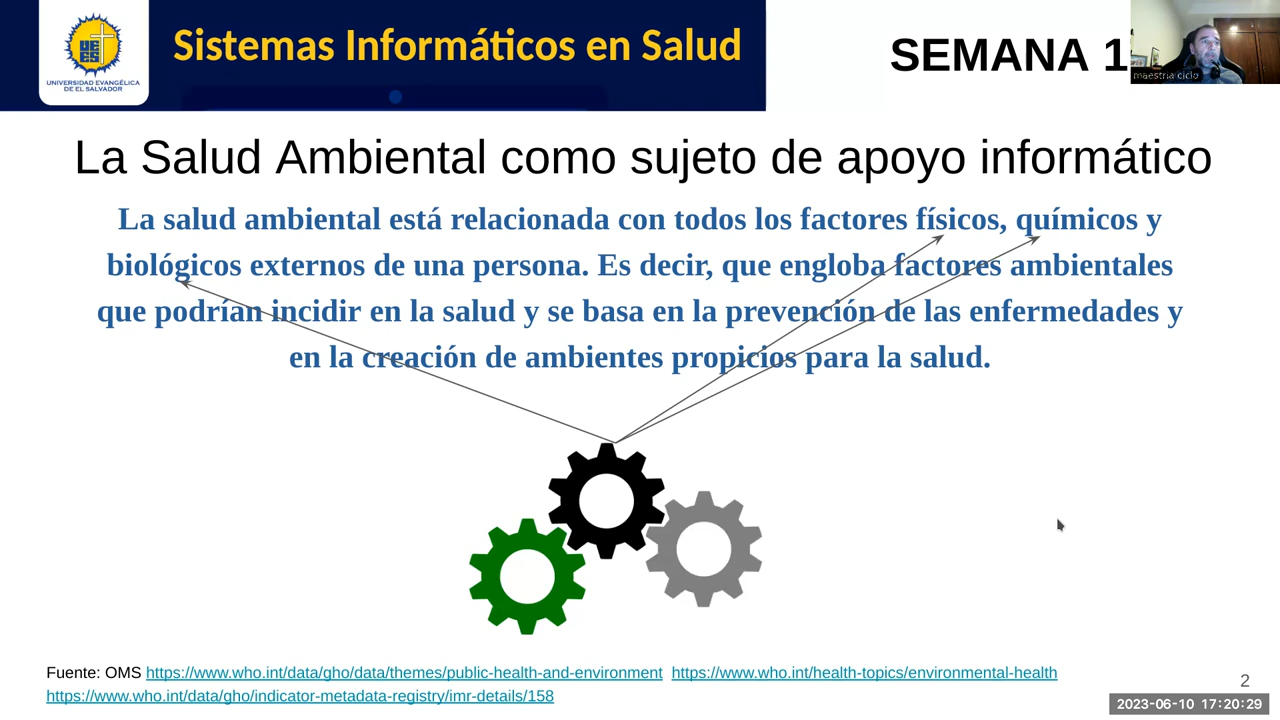 UNIVERSIDAD EVANGÉLICA
DE EL SALVADOR
Sistemas Informáticos en Salud
SEMANA 1
maestria ciclo
La Salud Ambiental como sujeto de apoyo informático
La salud ambiental está relacionada con todos los factores físicos, químicos y
biológicos externos de una persona. Es decir, que engloba factores ambientales
que podrían incidir en la salud y se basa en la prevención de las enfermedades y
en la creación de ambientes propicios para la salud.
Fuente: OMS https://www.who.int/data/gho/data/themes/public-health-and-environment https://www.who.int/health-topics/environmental-health
https://www.who.int/data/gho/indicator-metadata-registry/imr-details/158
2
2023-06-10 17:20:29